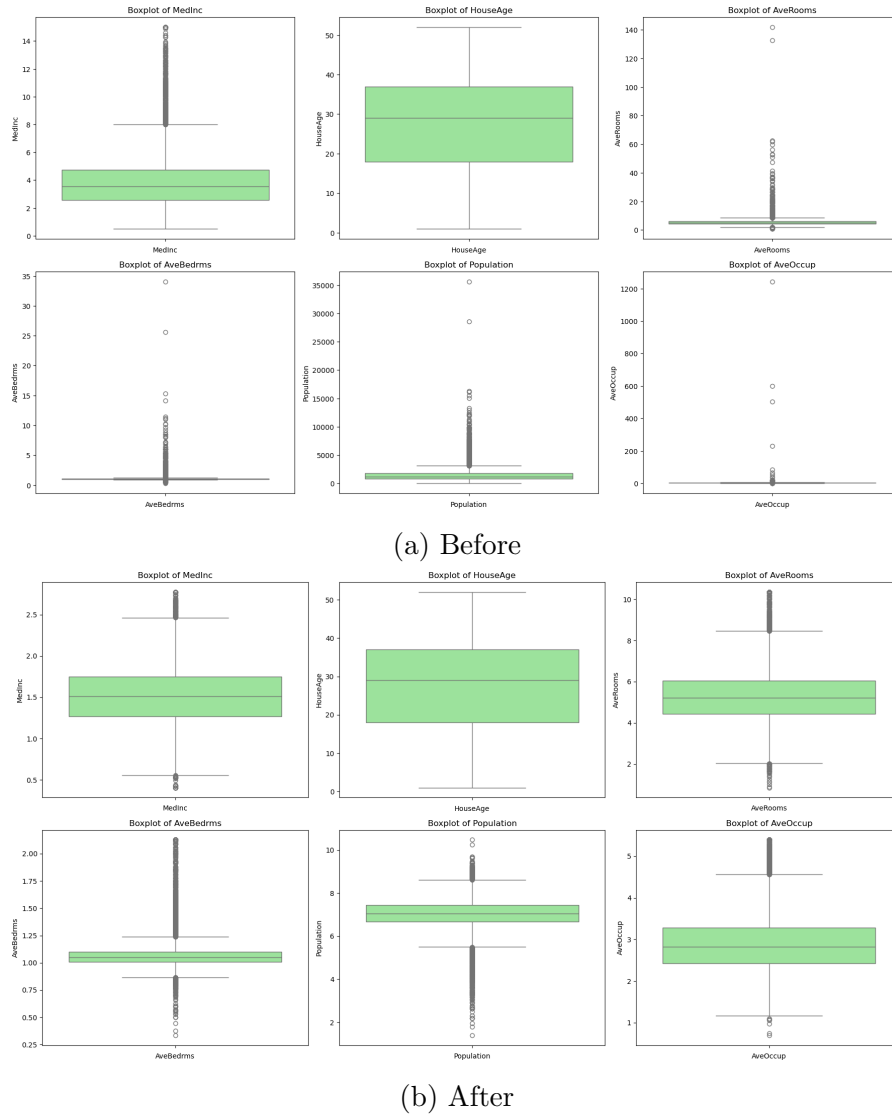 Boxplot of MedInc
Boxplot of HouseAge
Boxplot of AveRooms
MedInc
14
12
10
8
6
4
2
0
HouseAge
50
40
30
20
10
0
AveRooms
140
120
100
80
60
40
20
0
MedInc
HouseAge
AveRooms
Boxplot of AveBedrms
Boxplot of Population
Boxplot of AveOccup
AveBedrms
35
30
25
20
15
10
5
0
Population
35000
30000
25000
20000
15000
10000
5000
0
AveOccup
1200
1000
800
600
400
200
0
AveBedrms
Population
AveOccup
(a) Before
Boxplot of MedInc
Boxplot of HouseAge
Boxplot of AveRooms
MedInc
2.5
2.0
1.5
1.0
0.5
HouseAge
50
40
30
20
10
0
AveRooms
10
8
6
4
2
MedInc
HouseAge
AveRooms
Boxplot of AveBedrms
Boxplot of Population
Boxplot of AveOccup
AveBedrms
2.00
1.75
1.50
1.25
1.00
0.75
0.50
0.25
Population
10
8
6
4
2
AveOccup
5
4
3
2
1
AveBedrms
Population
AveOccup
(b) After